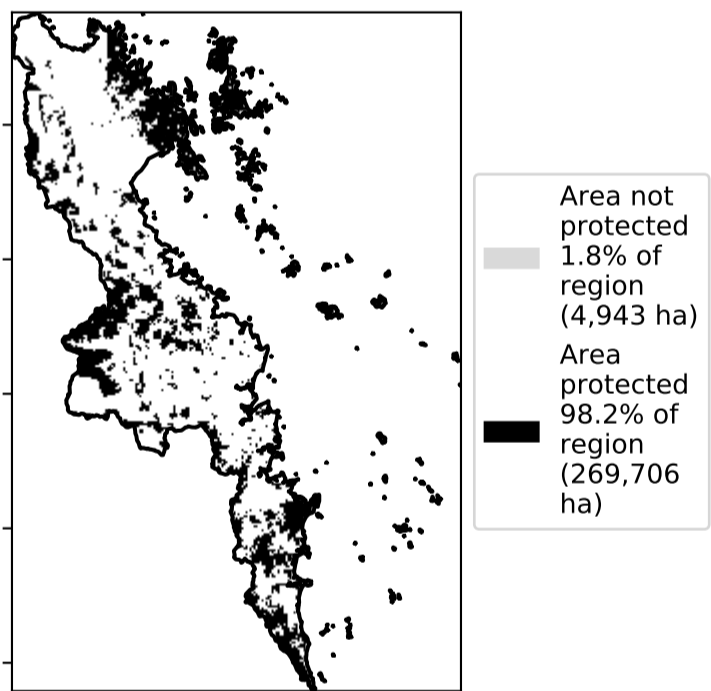 Area not
protected
1.8% of
region
(4,943 ha)
Area
protected
98.2% of
region
(269,706
ha)